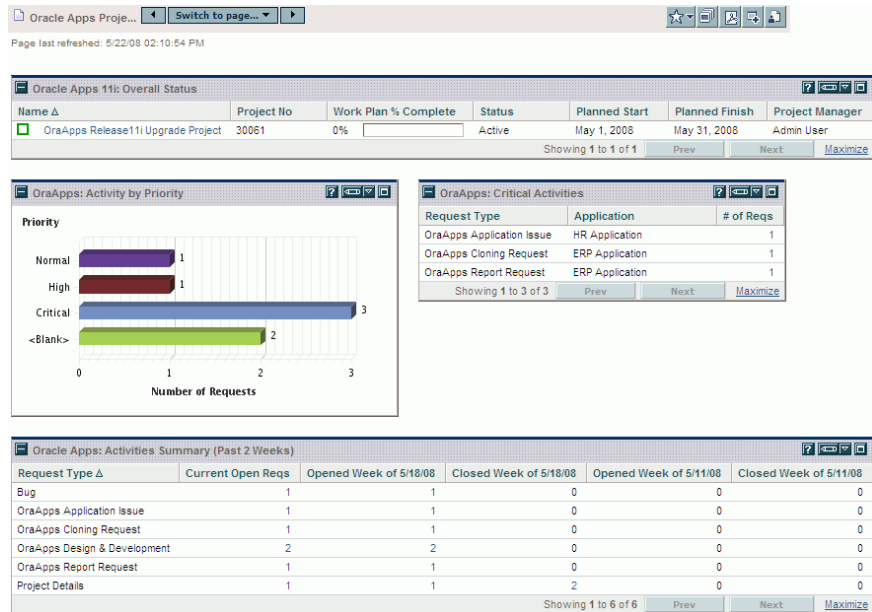 Oracle Apps Proje... Switch to page...
Page last refreshed: 5/22/08 02:10:54 PM
Oracle Apps 11i: Overall Status ?
Name Project No Work Plan % Complete Status Planned Start Planned Finish Project Manager
OraApps Release11i Upgrade Project 30061 0% Active May 1, 2008 May 31, 2008 Admin User
Showing 1 to 1 of 1 Prev Next Maximize
OraApps: Activity by Priority ?
Priority
Normal 1
High 1
Critical 3
<Blank> 2
0 1 2 3
Number of Requests
OraApps: Critical Activities ?
Request Type Application # of Reqs
OraApps Application Issue HR Application 1
OraApps Cloning Request ERP Application 1
OraApps Report Request ERP Application 1
Showing 1 to 3 of 3 Prev Next Maximize
Oracle Apps: Activities Summary (Past 2 Weeks) ?
Request Type Current Open Reqs Opened Week of 5/18/08 Closed Week of 5/18/08 Opened Week of 5/11/08 Closed Week of 5/11/08
Bug 1 1 0 0 0
OraApps Application Issue 1 1 0 0 0
OraApps Cloning Request 1 1 0 0 0
OraApps Design & Development 2 2 0 0 0
OraApps Report Request 1 1 0 0 0
Project Details 1 1 2 0 0
Showing 1 to 6 of 6 Prev Next Maximize